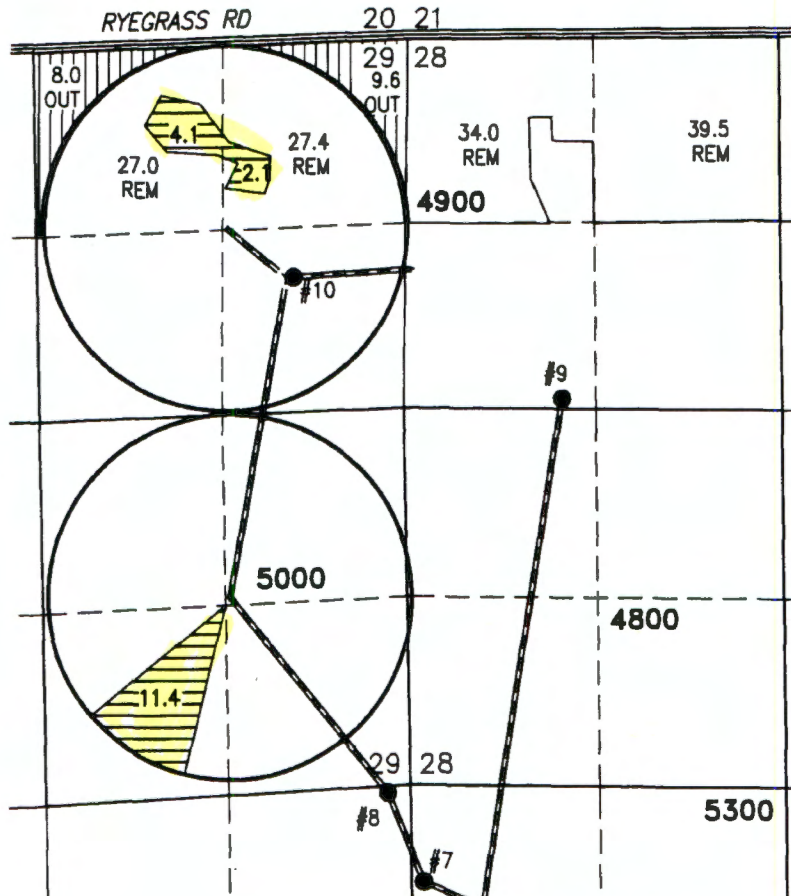 RYEGRASS RD
20 21
29 28
8.0
OUT
9.6
OUT
4.1
27.4
REM
34.0
REM
39.5
REM
27.0
REM
2.1
4900
#10
#9
5000
4800
11.4
29 28
5300
#8
#7